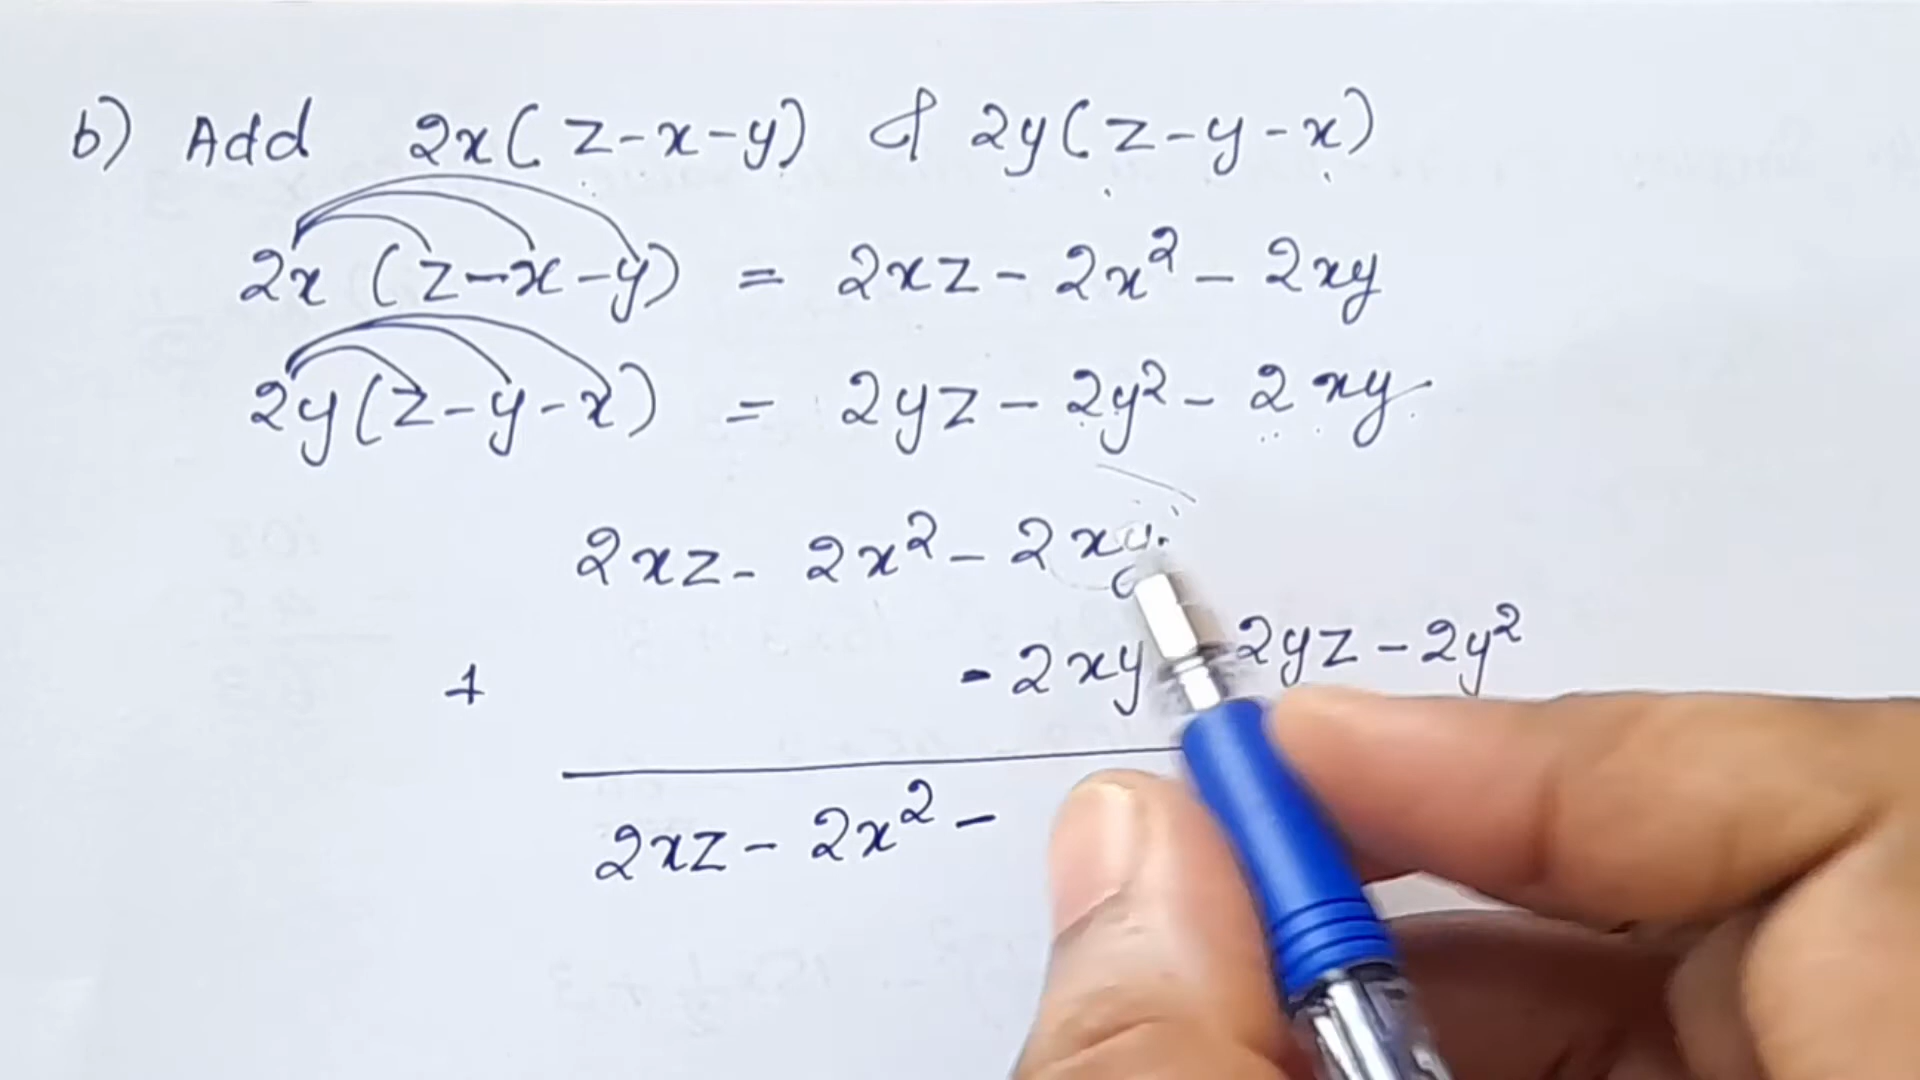 b) Add 2x(z-x-y) & 2y(z-y-x)
2x (z-x-y) = 2xz - 2x² - 2xy
2y(z-y-x) = 2yz - 2y² - 2xy
2xz - 2x² - 2xy
+ - 2xy 2yz - 2y²
2xz - 2x² -